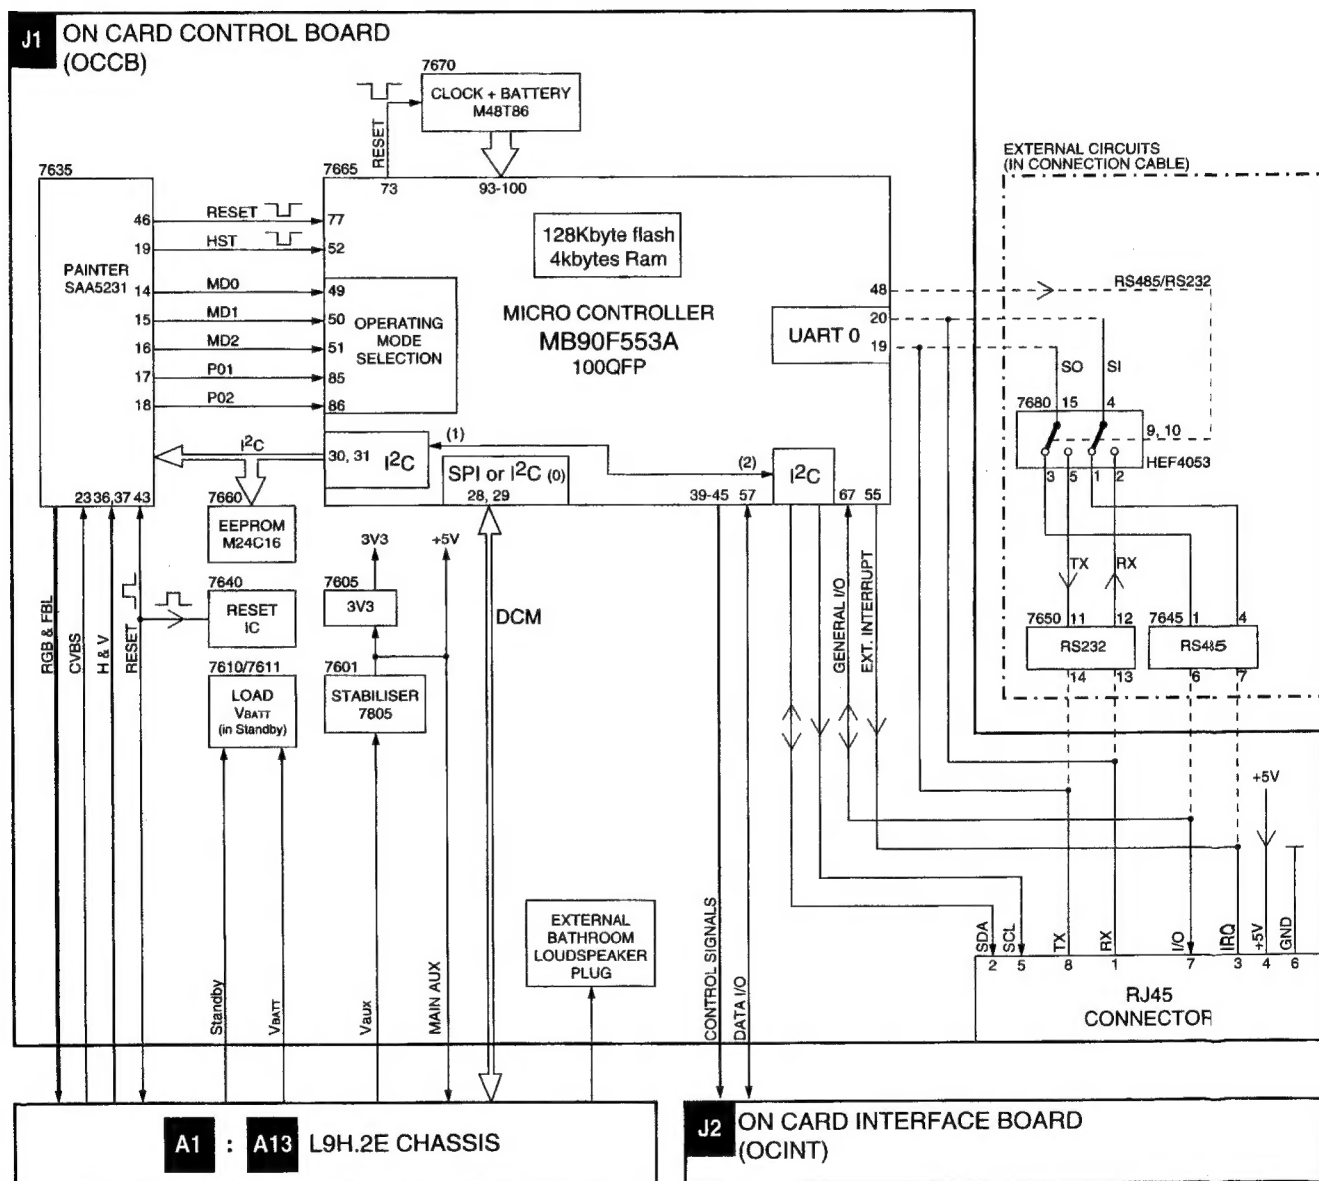 J1
ON CARD CONTROL BOARD
(OCCB)
7670
CLOCK + BATTERY
M48T86
RESET
EXTERNAL CIRCUITS
(IN CONNECTION CABLE)
7635
7665
73
93-100
46
RESET
77
19
HST
52
128Kbyte flash
4kbytes Ram
PAINTER
SAA5231
14
MD0
49
15
MD1
50
16
MD2
51
17
P01
85
18
P02
86
OPERATING
MODE
SELECTION
MICRO CONTROLLER
MB90F553A
100QFP
UART 0
48
20
19
RS485/RS232
SO
SI
7680
15
4
9, 10
HEF4053
3
5
1
2
I2C
30, 31
I2C
(1)
SPI or I2C (0)
28, 29
(2)
I2C
39-45
57
67
55
23
36,37
43
7660
EEPROM
M24C16
3V3
+5V
7640
RESET
IC
7605
3V3
DCM
GENERAL I/O
EXT. INTERRUPT
TX
RX
7650
11
12
RS232
14
13
7645
1
4
RS485
6
7
RGB & FBL
CVBS
H & V
RESET
7610/7611
LOAD
VBATT
(in Standby)
7601
STABILISER
7805
+5V
EXTERNAL
BATHROOM
LOUDSPEAKER
PLUG
Standby
VBATT
Vaux
MAIN AUX
CONTROL SIGNALS
DATA I/O
SDA
SCL
TX
RX
I/O
IRQ
+5V
GND
2
5
8
1
7
3
4
6
RJ45
CONNECTOR
A1 : A13 L9H.2E CHASSIS
J2
ON CARD INTERFACE BOARD
(OCINT)